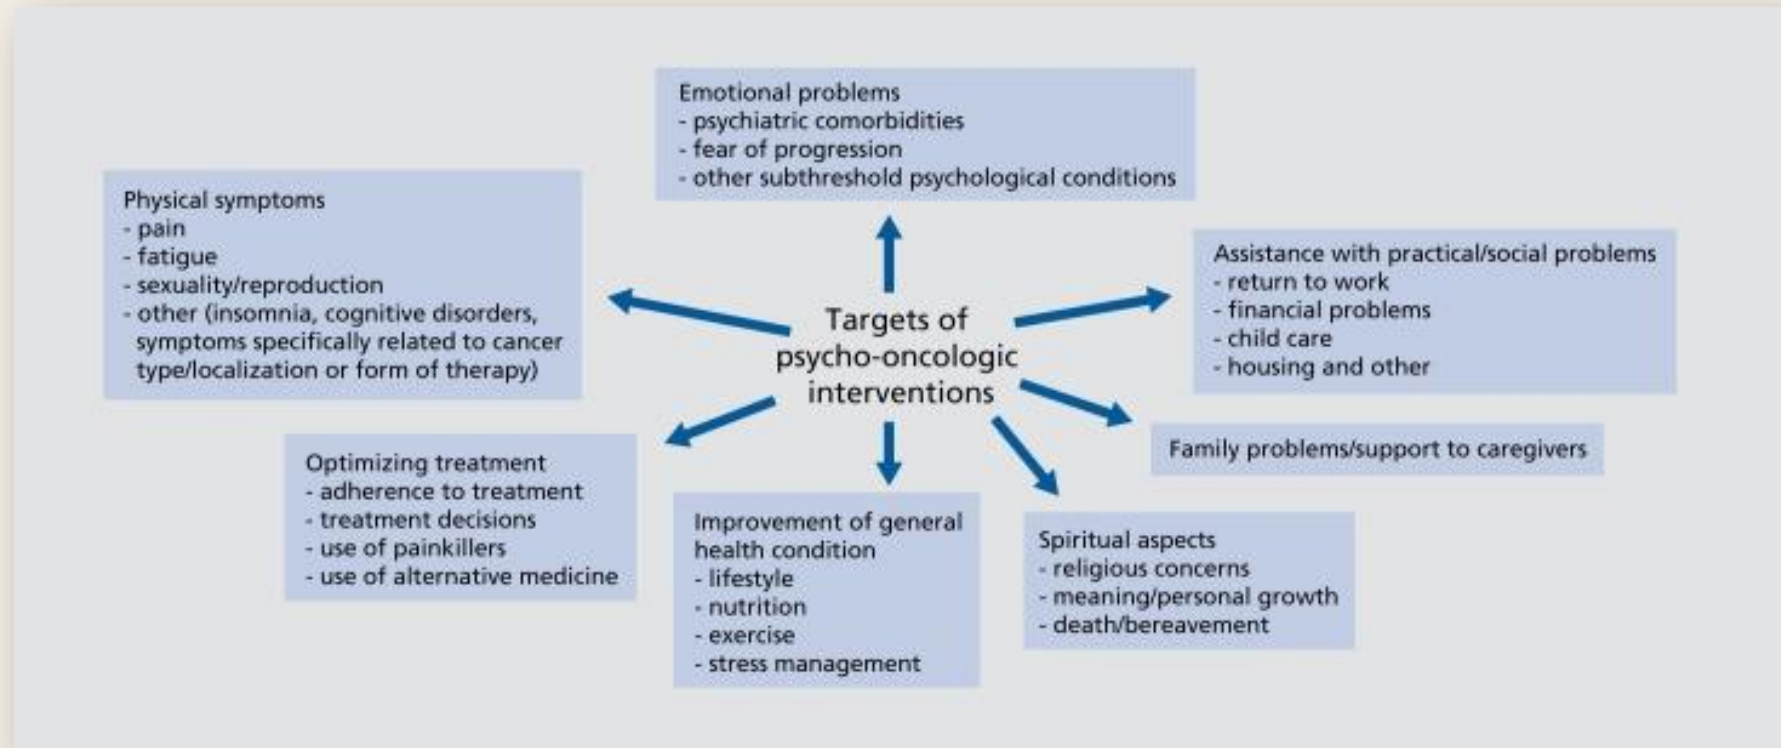 Emotional problems
- psychiatric comorbidities
- fear of progression
- other subthreshold psychological conditions
Physical symptoms
- pain
- fatigue
- sexuality/reproduction
- other (insomnia, cognitive disorders,
symptoms specifically related to cancer
type/localization or form of therapy)
Assistance with practical/social problems
- return to work
- financial problems
- child care
- housing and other
Targets of
psycho-oncologic
interventions
Family problems/support to caregivers
Optimizing treatment
- adherence to treatment
- treatment decisions
- use of painkillers
- use of alternative medicine
Improvement of general
health condition
- lifestyle
- nutrition
- exercise
- stress management
Spiritual aspects
- religious concerns
- meaning/personal growth
- death/bereavement